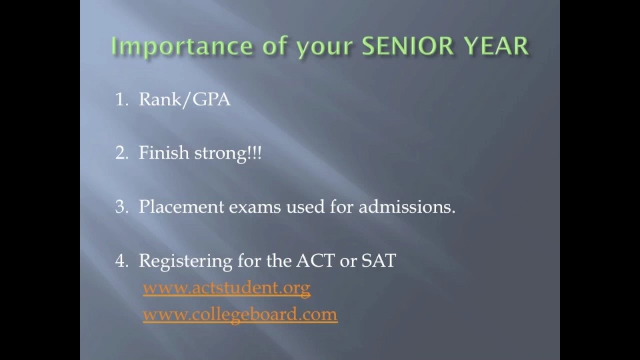 Importance of your SENIOR YEAR
1. Rank/GPA
2. Finish strong!!!
3. Placement exams used for admissions.
4. Registering for the ACT or SAT
www.actstudent.org
www.collegeboard.com